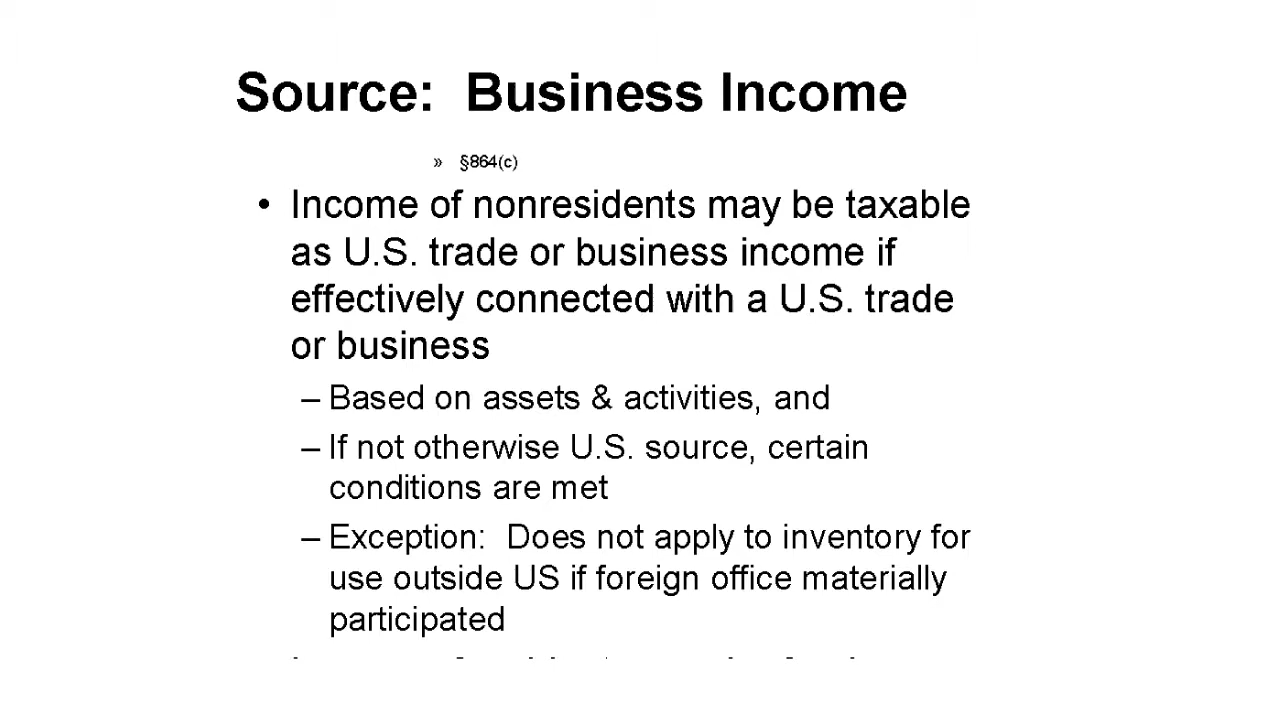 Source: Business Income
» §864(c)
• Income of nonresidents may be taxable
as U.S. trade or business income if
effectively connected with a U.S. trade
or business
– Based on assets & activities, and
– If not otherwise U.S. source, certain
conditions are met
– Exception: Does not apply to inventory for
use outside US if foreign office materially
participated